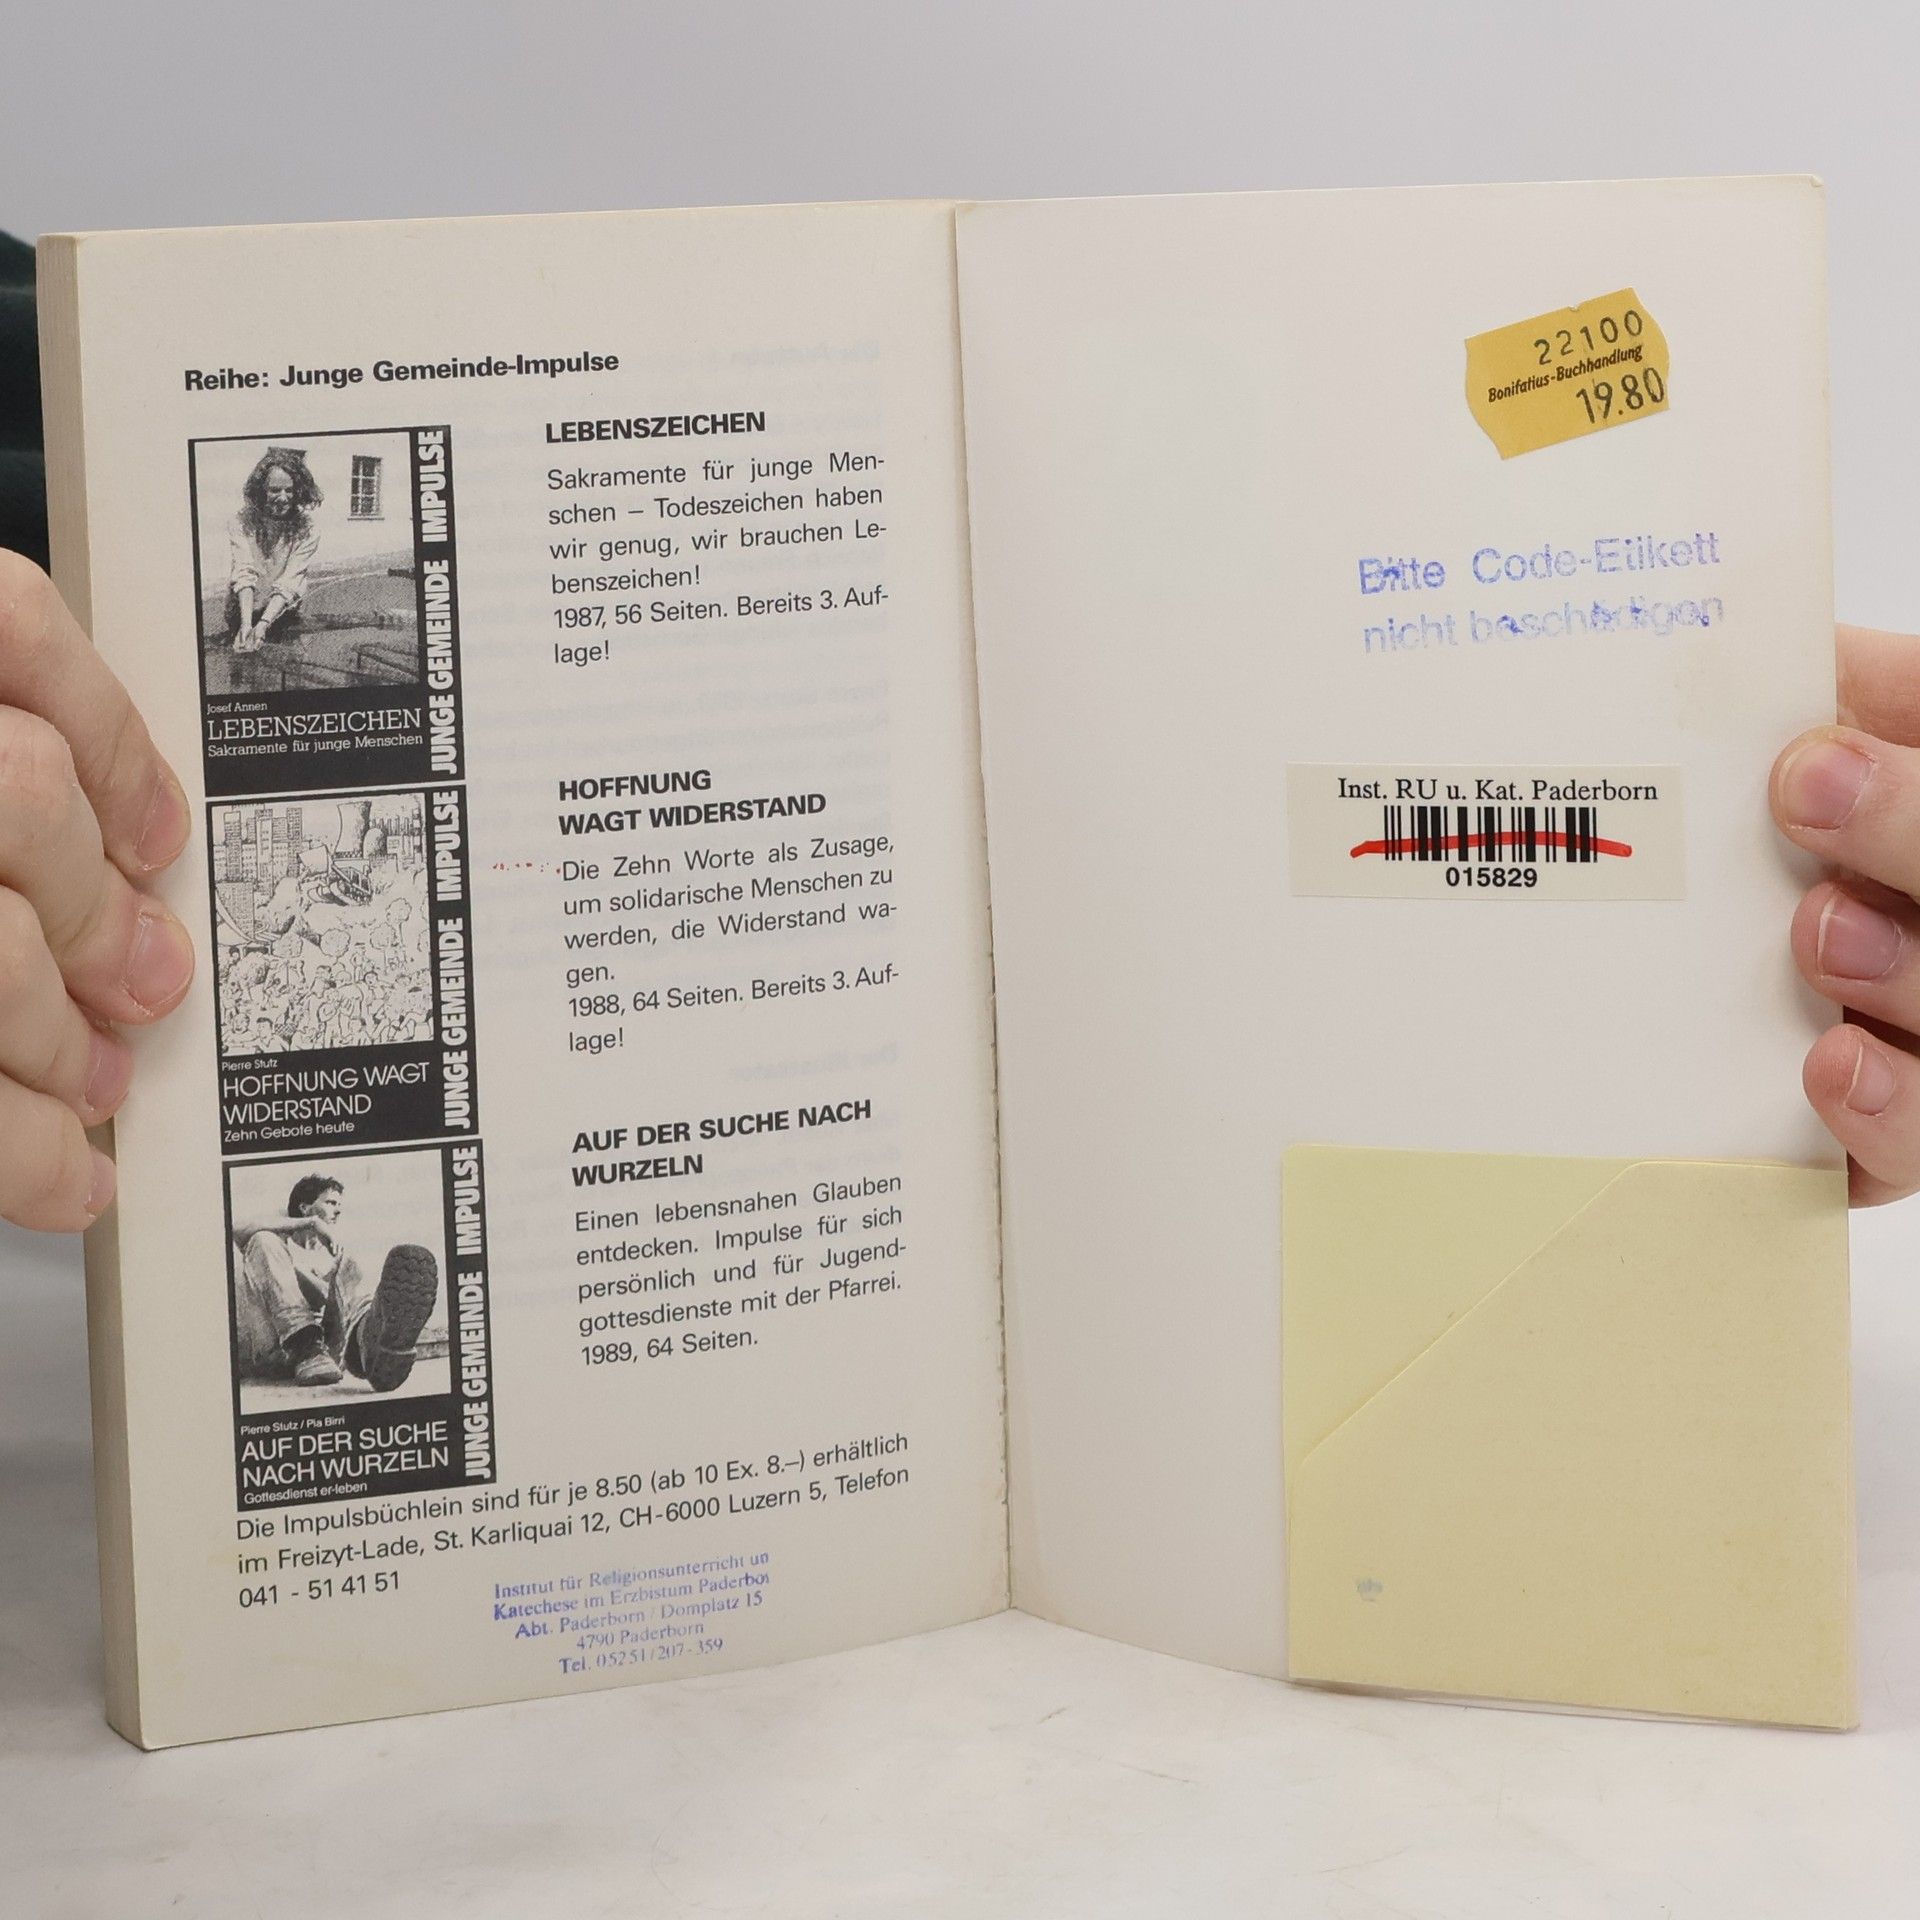 Reihe: Junge Gemeinde-Impulse
JUNGE GEMEINDE IMPULSE
Josef Annen
LEBENSZEICHEN
Sakramente für junge Menschen
LEBENSZEICHEN
Sakramente für junge Men-
schen – Todeszeichen haben
wir genug, wir brauchen Le-
benszeichen!
1987, 56 Seiten. Bereits 3. Auf-
lage!
JUNGE GEMEINDE IMPULSE
Pierre Stutz
HOFFNUNG WAGT
WIDERSTAND
Zehn Gebote heute
HOFFNUNG
WAGT WIDERSTAND
Die Zehn Worte als Zusage,
um solidarische Menschen zu
werden, die Widerstand wa-
gen.
1988, 64 Seiten. Bereits 3. Auf-
lage!
JUNGE GEMEINDE IMPULSE
Pierre Stutz / Pia Birri
AUF DER SUCHE
NACH WURZELN
Gottesdienst er-leben
AUF DER SUCHE NACH
WURZELN
Einen lebensnahen Glauben
entdecken. Impulse für sich
persönlich und für Jugend-
gottesdienste mit der Pfarrei.
1989, 64 Seiten.
Die Impulsbüchlein sind für je 8.50 (ab 10 Ex. 8.–) erhältlich
im Freizyt-Lade, St. Karliquai 12, CH-6000 Luzern 5, Telefon
041 - 51 41 51
Institut für Religionsunterricht un
Katechese im Erzbistum Paderbor
Abt. Paderborn / Domplatz 15
4790 Paderborn
Tel. 05251/207-359
22100
Bonifatius-Buchhandlung
19.80
Bitte Code-Etikett
nicht beschädigen
Inst. RU u. Kat. Paderborn
015829